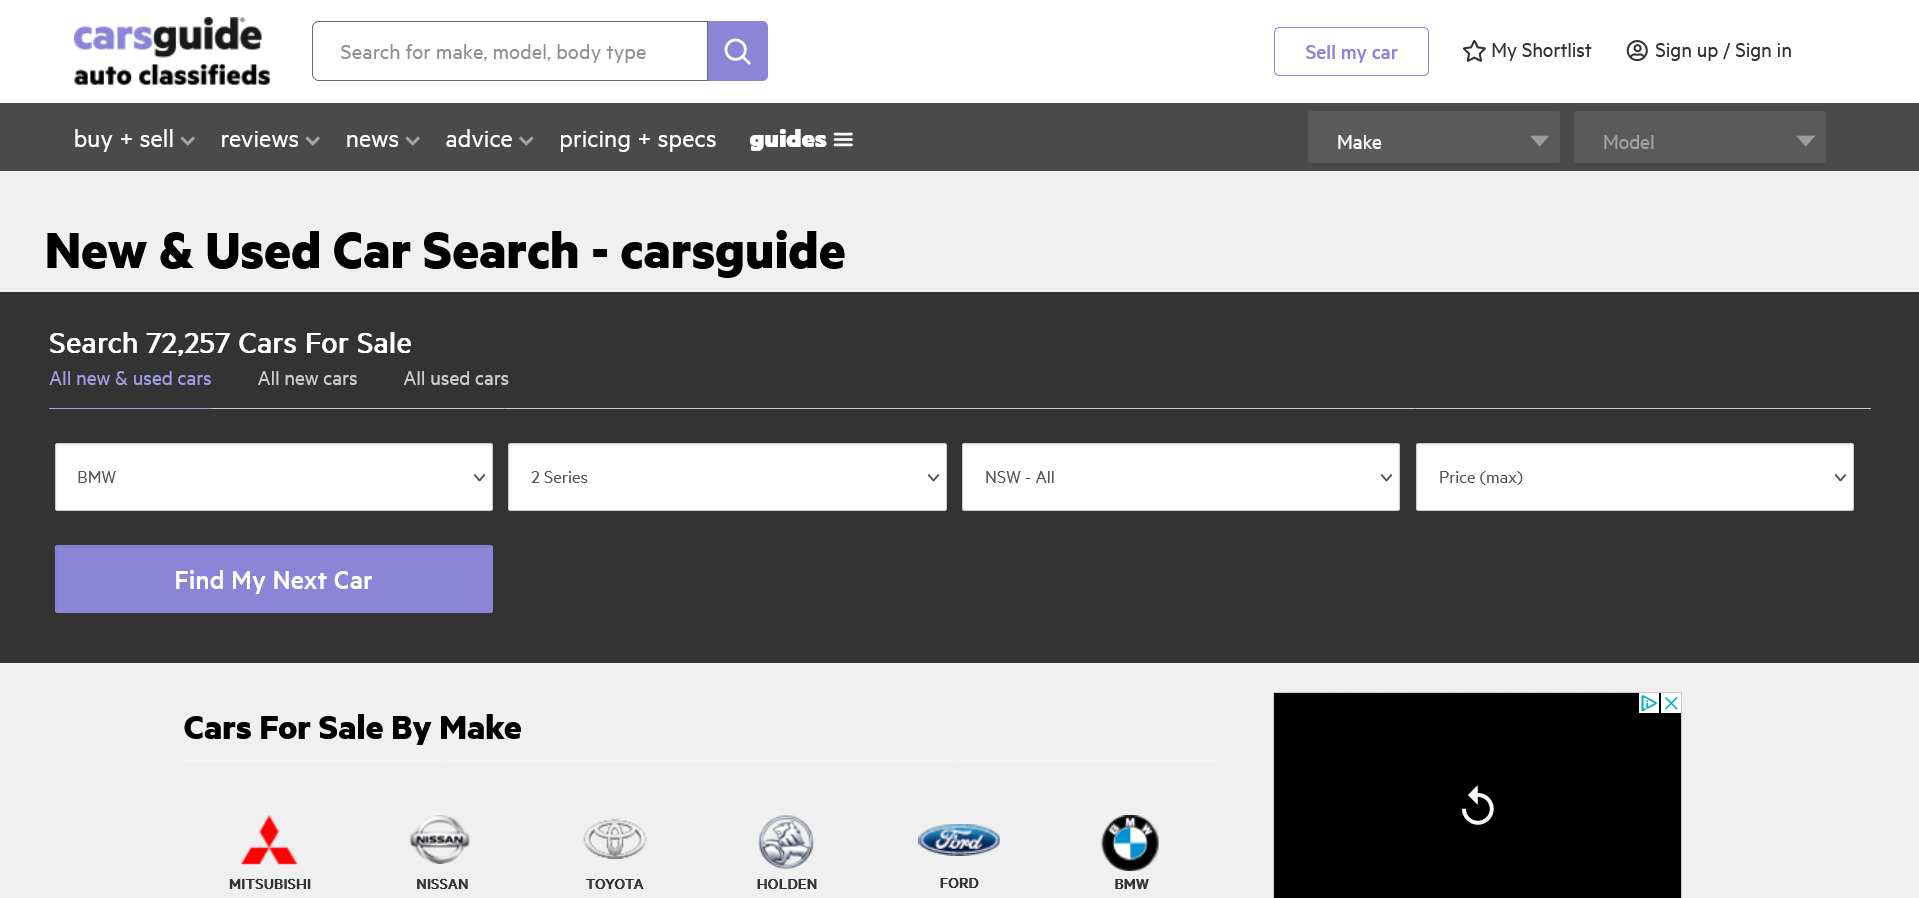 carsguide
auto classifieds
Search for make, model, body type
Sell my car
My Shortlist
Sign up / Sign in
buy + sell
reviews
news
advice
pricing + specs
guides
Make
Model
New & Used Car Search - carsguide
Search 72,257 Cars For Sale
All new & used cars
All new cars
All used cars
BMW
2 Series
NSW - All
Price (max)
Find My Next Car
Cars For Sale By Make
NISSAN
Ford
BMW
MITSUBISHI
NISSAN
TOYOTA
HOLDEN
FORD
BMW